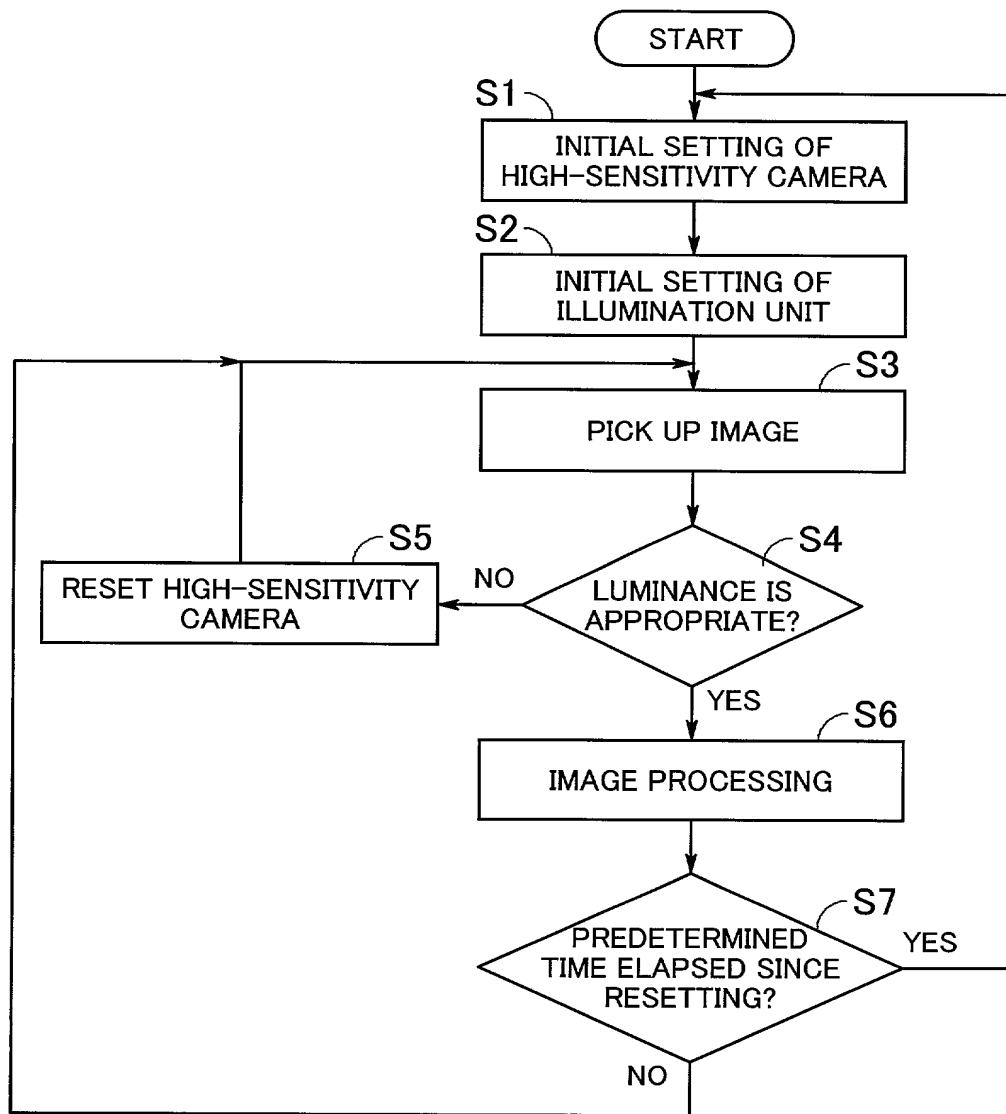 START
S1
INITIAL SETTING OF
HIGH-SENSITIVITY CAMERA
S2
INITIAL SETTING OF
ILLUMINATION UNIT
S3
PICK UP IMAGE
S4
LUMINANCE IS
APPROPRIATE?
NO
S5
RESET HIGH-SENSITIVITY
CAMERA
YES
S6
IMAGE PROCESSING
S7
PREDETERMINED
TIME ELAPSED SINCE
RESETTING?
YES
NO